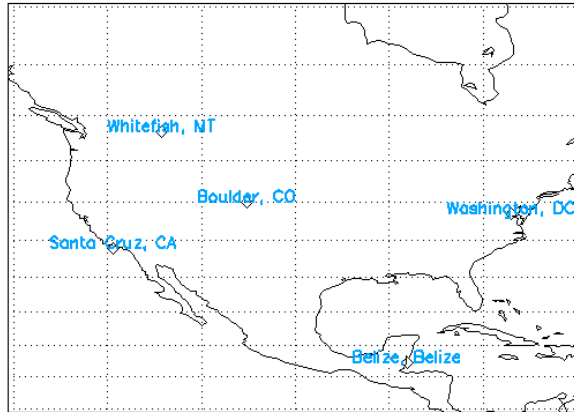 Whitefish, MT
Boulder, CO
Washington, DC
Santa Cruz, CA
Belize, Belize